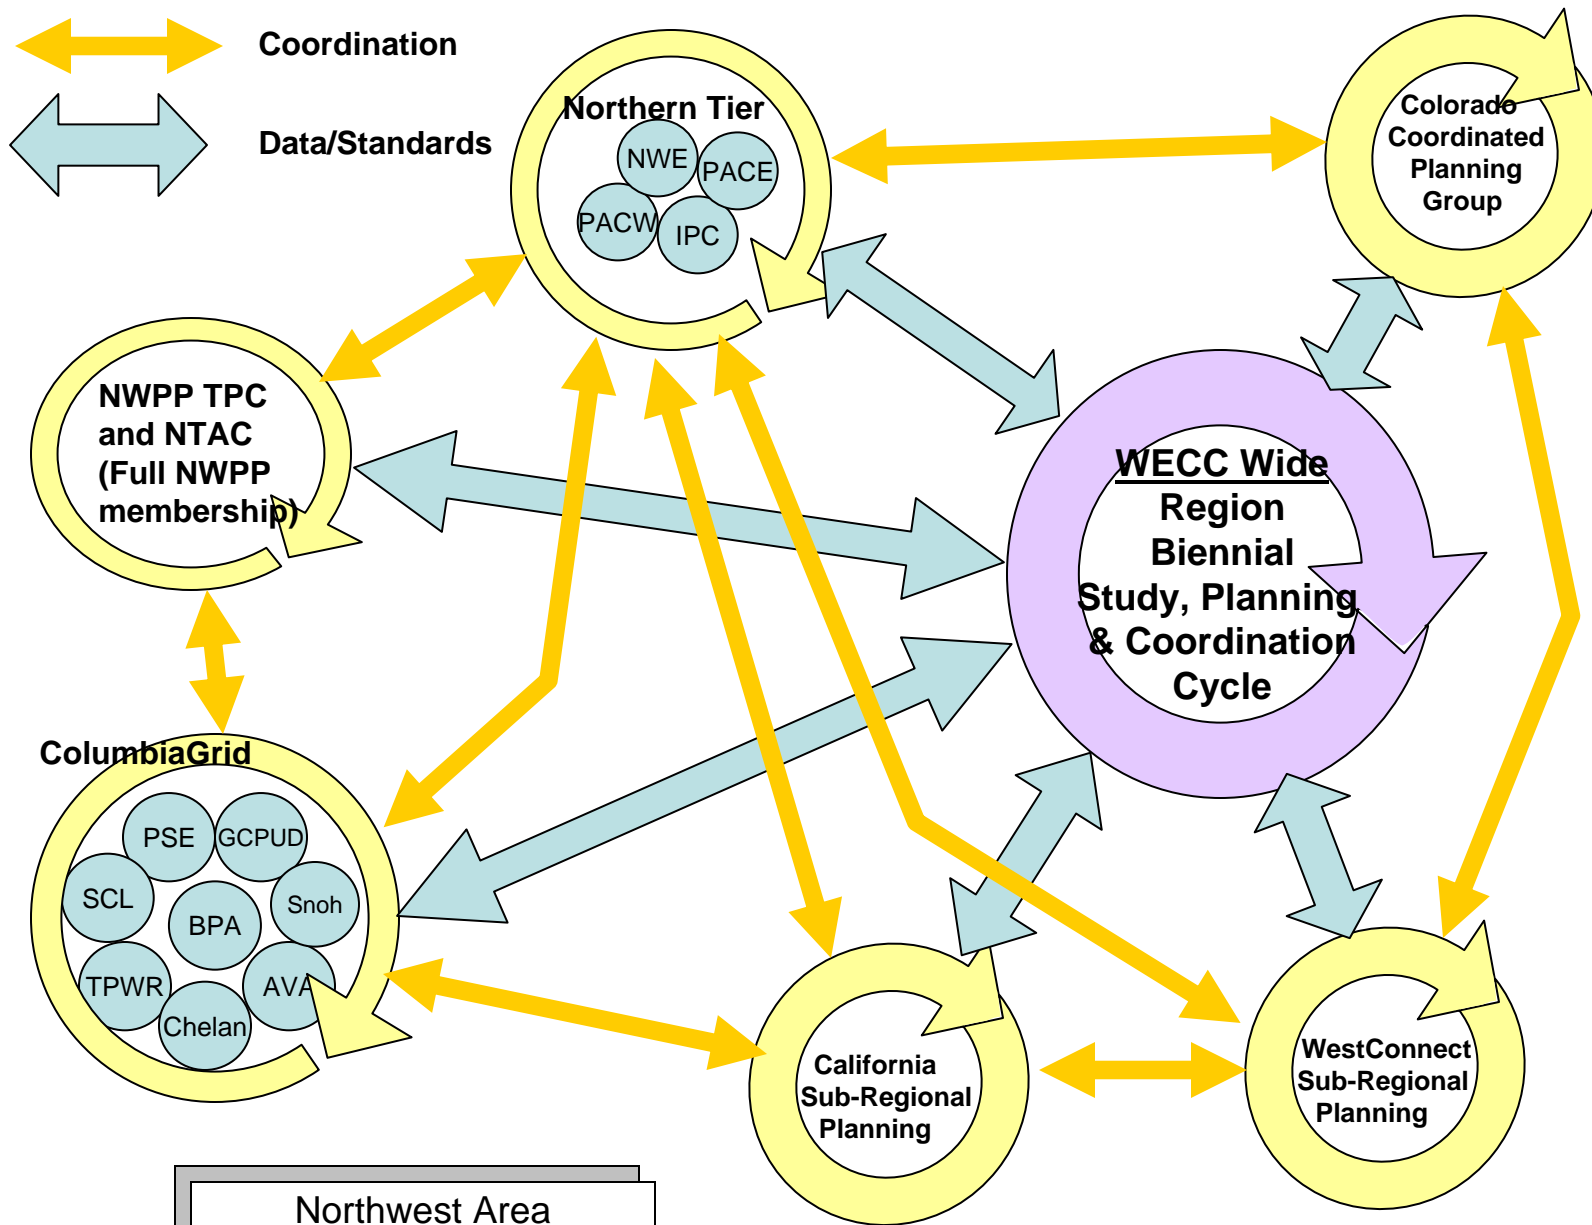 Coordination
Data/Standards
Northern Tier
NWE
PACE
PACW
IPC
Colorado
Coordinated
Planning
Group
NWPP TPC
and NTAC
(Full NWPP
membership)
WECC Wide
Region
Biennial
Study, Planning
& Coordination
Cycle
ColumbiaGrid
PSE
GCPUD
SCL
BPA
Snoh
TPWR
AVA
Chelan
California
Sub-Regional
Planning
WestConnect
Sub-Regional
Planning
Northwest Area